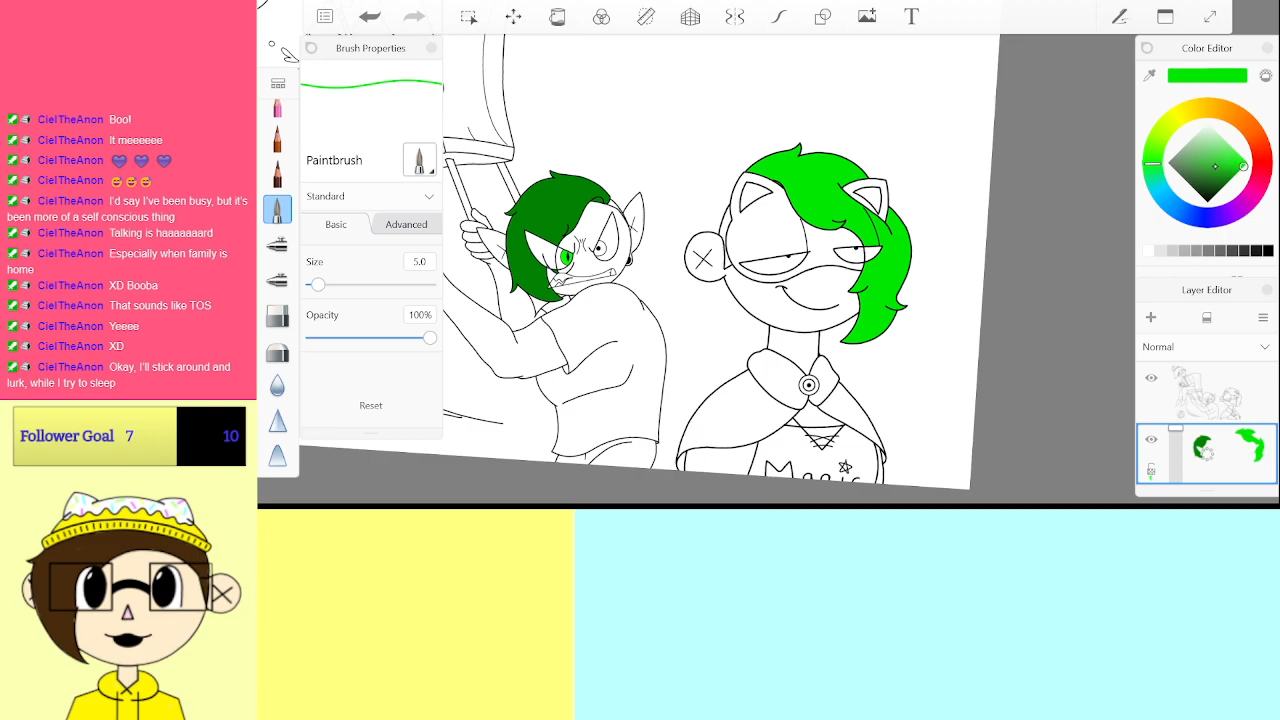 CielTheAnon Boo!
CielTheAnon It meeeeee
CielTheAnon 💜 💜 💜
CielTheAnon 😅 😅 😅
CielTheAnon I'd say I've been busy, but it's
been more of a self conscious thing
CielTheAnon Talking is haaaaaard
CielTheAnon Especially when family is
home
CielTheAnon XD Booba
CielTheAnon That sounds like TOS
CielTheAnon Yeeee
CielTheAnon XD
CielTheAnon Okay, I'll stick around and
lurk, while I try to sleep
Follower Goal 7 10
Brush Properties
Paintbrush
Standard
Basic Advanced
Size 5.0
Opacity 100%
Reset
T
Magic
Color Editor
Layer Editor
Normal